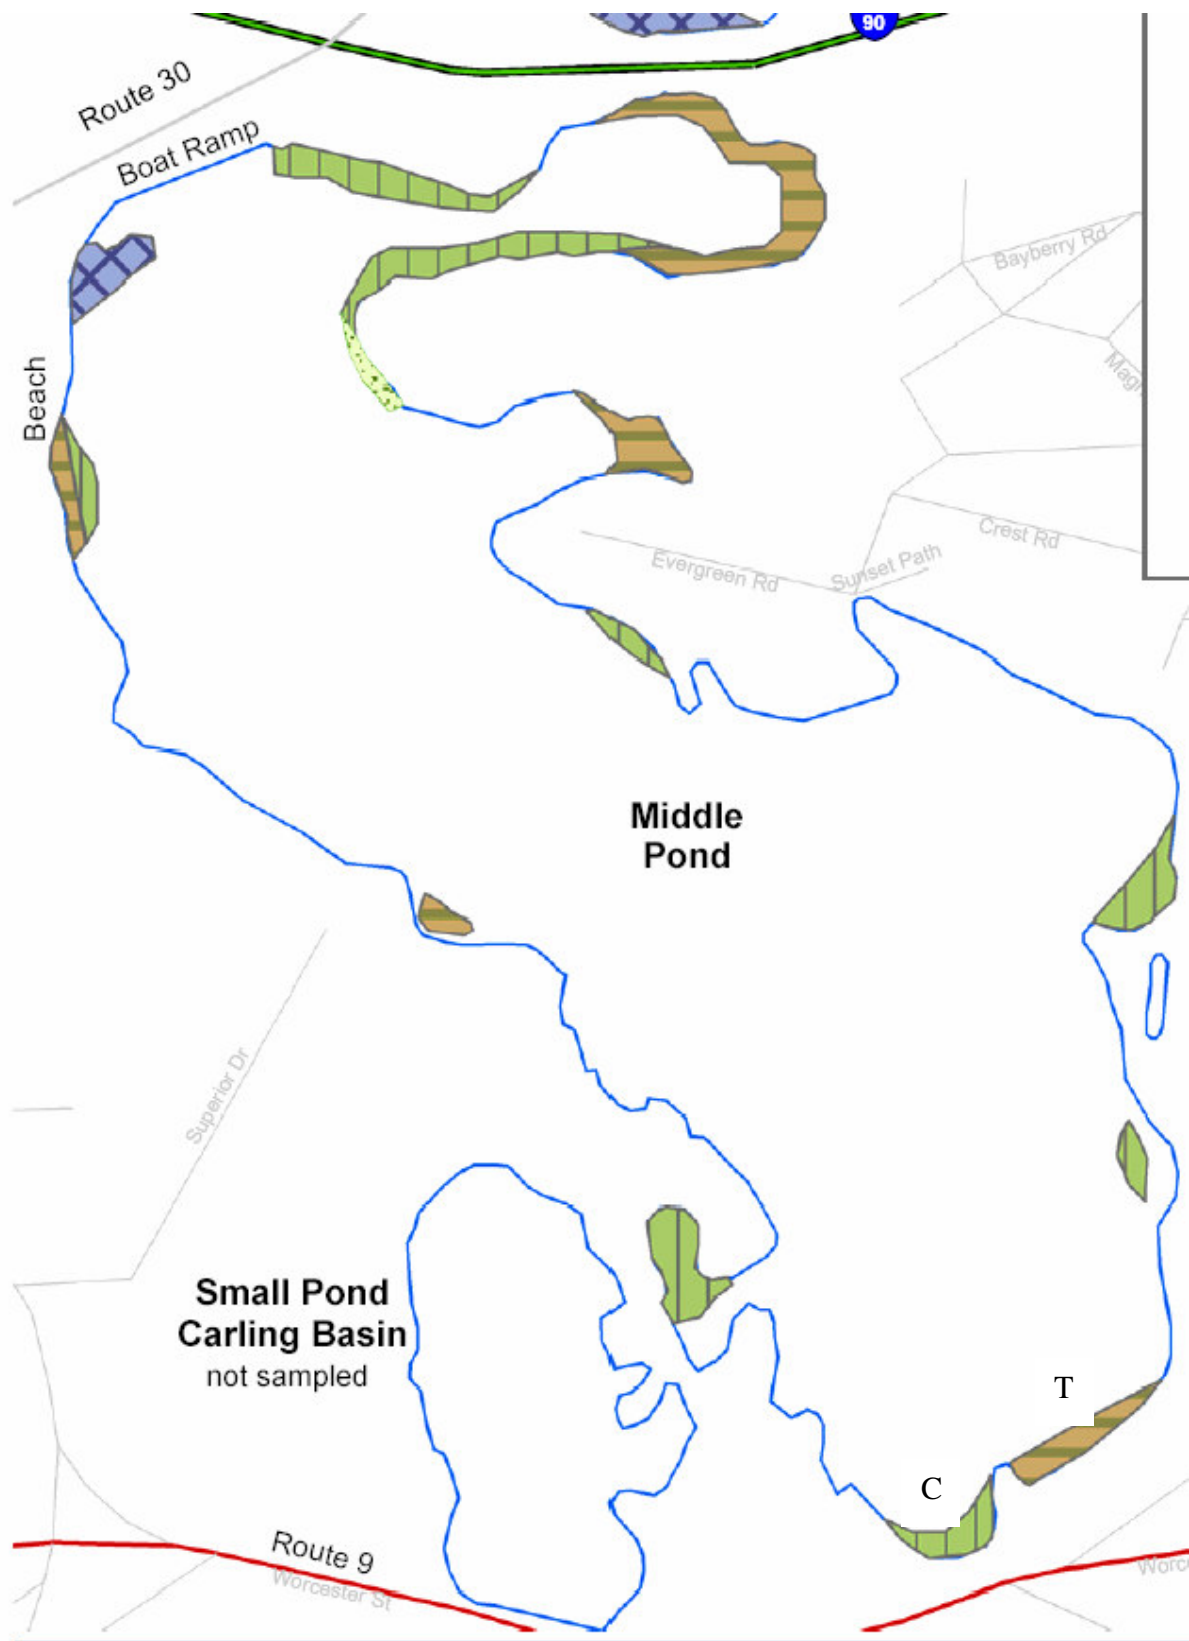 90
Route 30
Boat Ramp
Bayberry Rd
Beach
Crest Rd
Evergreen Rd
Sunset Path
Middle
Pond
Superior Dr
Small Pond
Carling Basin
not sampled
T
C
Route 9
Worcester St